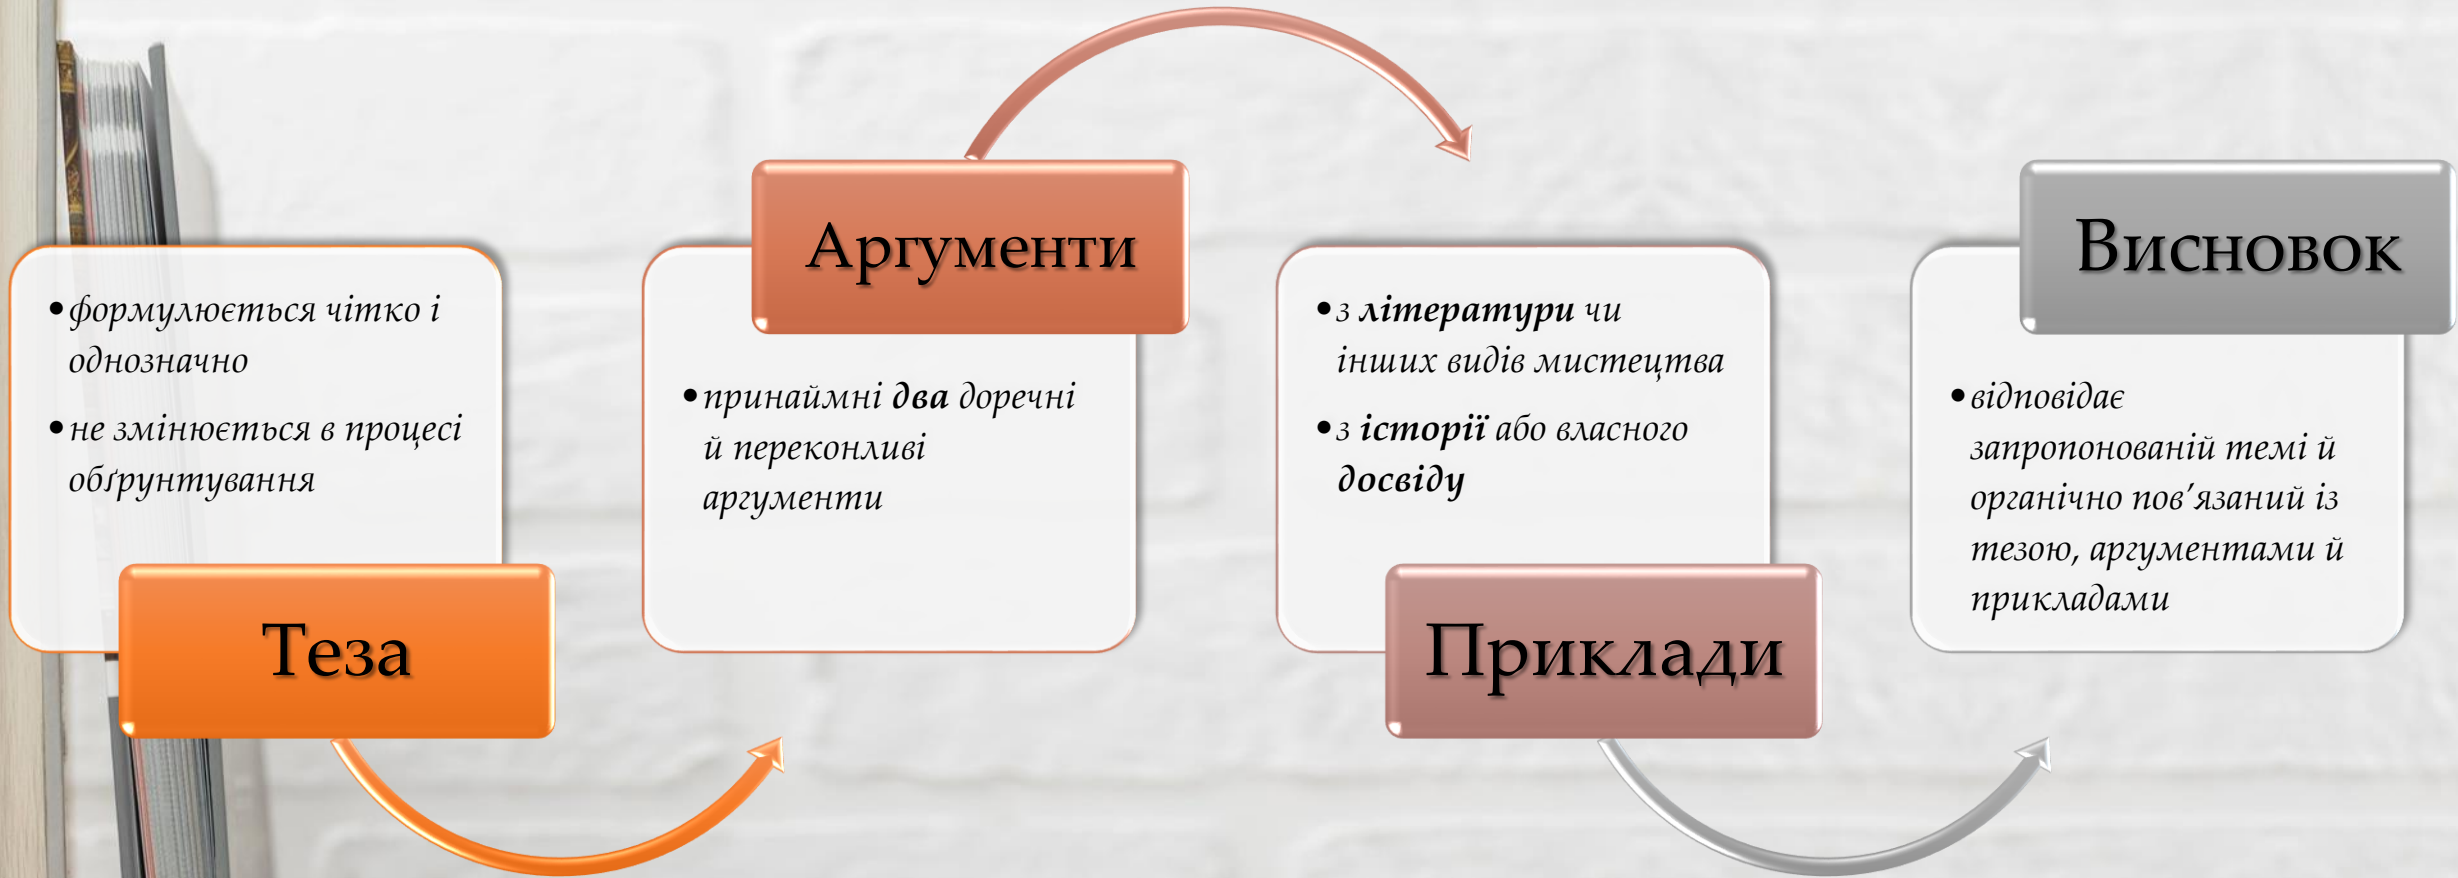 •формулюється чітко і
однозначно
•не змінюється в процесі
обґрунтування
Теза
Аргументи
•принаймні два доречні
й переконливі
аргументи
•з літератури чи
інших видів мистецтва
•з історії або власного
досвіду
Приклади
Висновок
•відповідає
запропонованій темі й
органічно пов’язаний із
тезою, аргументами й
прикладами